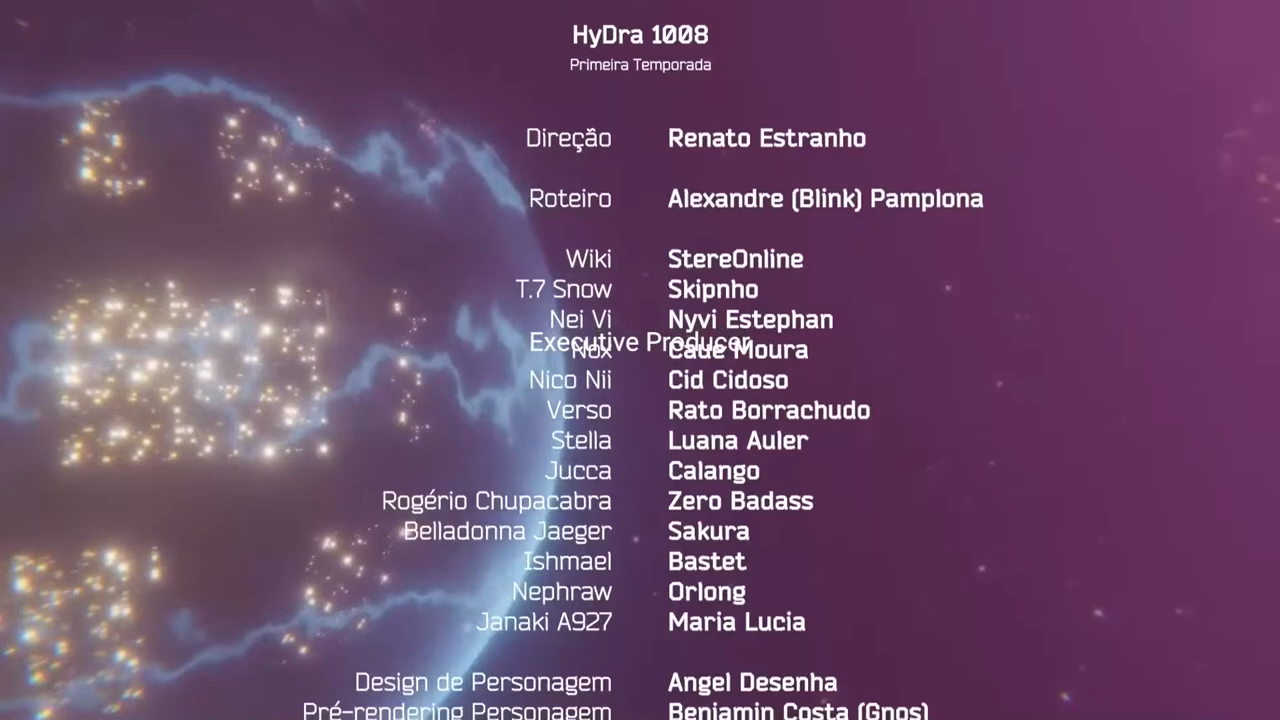 HyDra 1008
Primeira Temporada
Direção Renato Estranho
Roteiro Alexandre (Blink) Pamplona
Wiki StereOnline
T.7 Snow Skipnho
Nei Vi Nyvi Estephan
Executive Producer
Nox Caue Moura
Nico Nii Cid Cidoso
Verso Rato Borrachudo
Stella Luana Auler
Jucca Calango
Rogério Chupacabra Zero Badass
Belladonna Jaeger Sakura
Ishmael Bastet
Nephraw Orlong
Janaki A927 Maria Lucia
Design de Personagem Angel Desenha
Pré-rendering Personagem Benjamin Costa (Gnos)